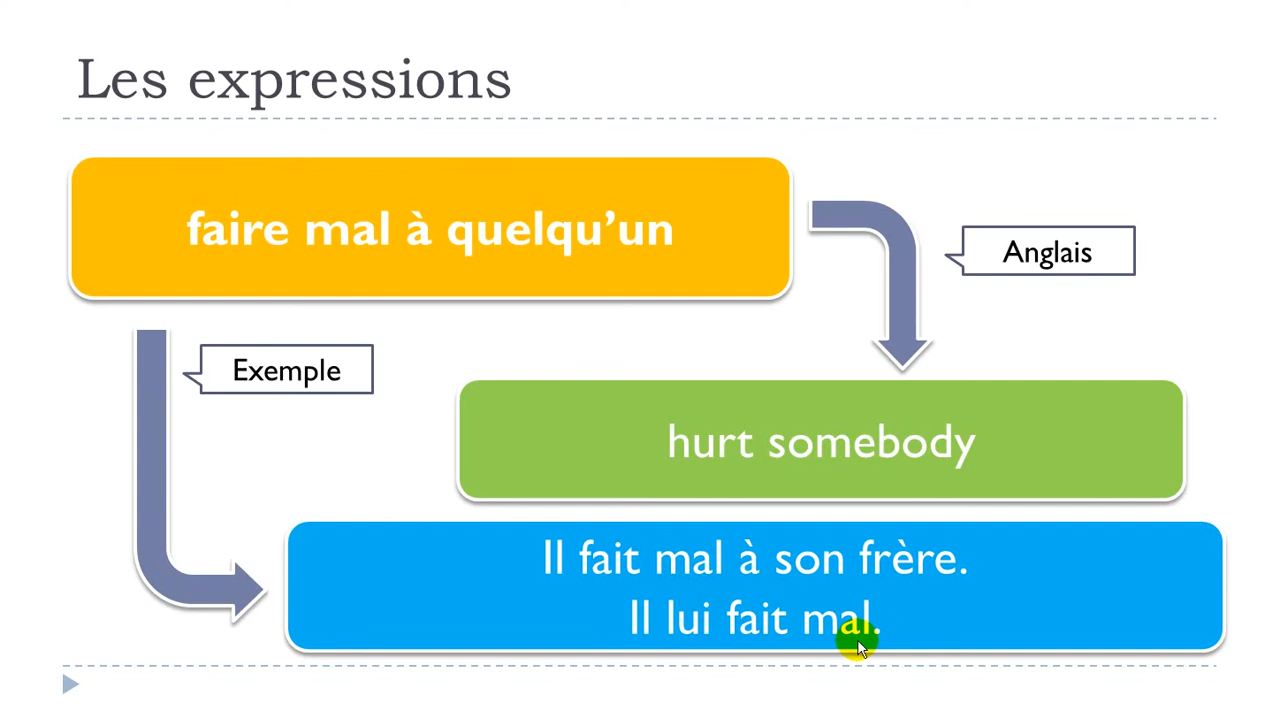 Les expressions
faire mal à quelqu’un
Anglais
Exemple
hurt somebody
Il fait mal à son frère.
Il lui fait mal.